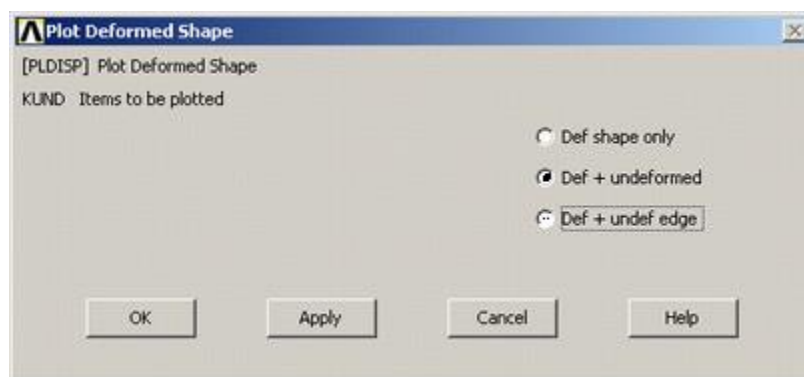 Plot Deformed Shape
[PLDISP] Plot Deformed Shape
KUND Items to be plotted
Def shape only
Def + undeformed
Def + undef edge
OK Apply Cancel Help